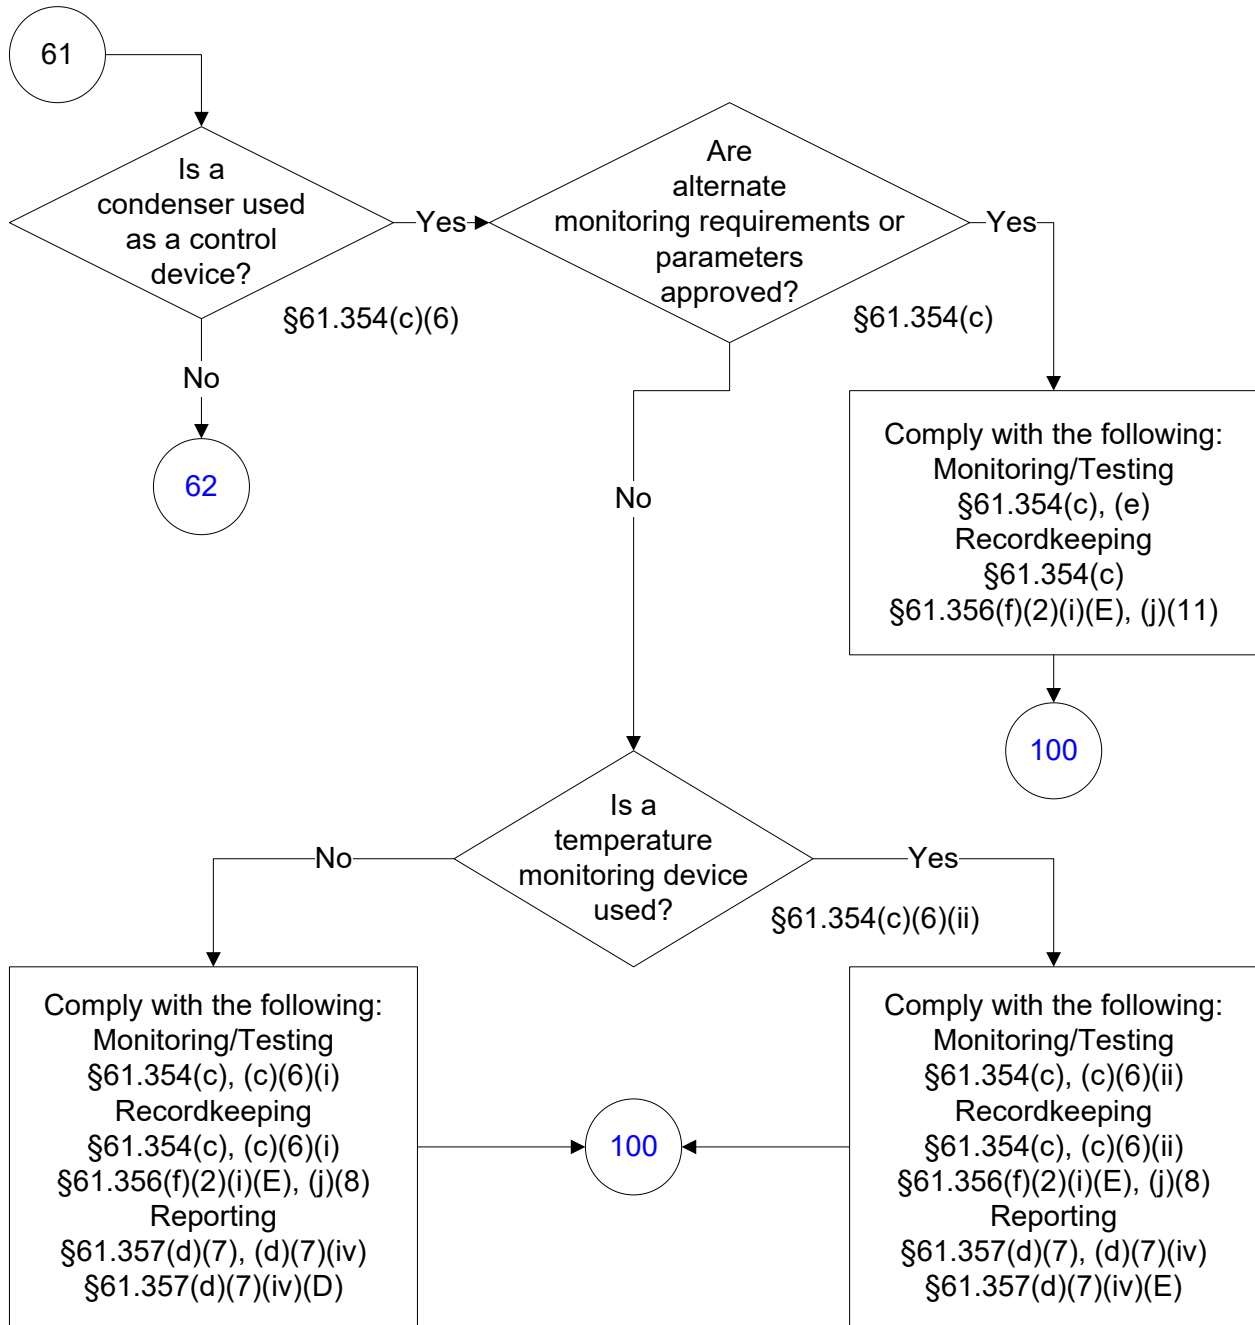 61
Is a
condenser used
as a control
device?
Yes
§61.354(c)(6)
No
62
Are
alternate
monitoring requirements or
parameters
approved?
Yes
§61.354(c)
Comply with the following:
Monitoring/Testing
§61.354(c), (e)
Recordkeeping
§61.354(c)
§61.356(f)(2)(i)(E), (j)(11)
100
No
Is a
temperature
monitoring device
used?
No
Yes
§61.354(c)(6)(ii)
Comply with the following:
Monitoring/Testing
§61.354(c), (c)(6)(i)
Recordkeeping
§61.354(c), (c)(6)(i)
§61.356(f)(2)(i)(E), (j)(8)
Reporting
§61.357(d)(7), (d)(7)(iv)
§61.357(d)(7)(iv)(D)
100
Comply with the following:
Monitoring/Testing
§61.354(c), (c)(6)(ii)
Recordkeeping
§61.354(c), (c)(6)(ii)
§61.356(f)(2)(i)(E), (j)(8)
Reporting
§61.357(d)(7), (d)(7)(iv)
§61.357(d)(7)(iv)(E)